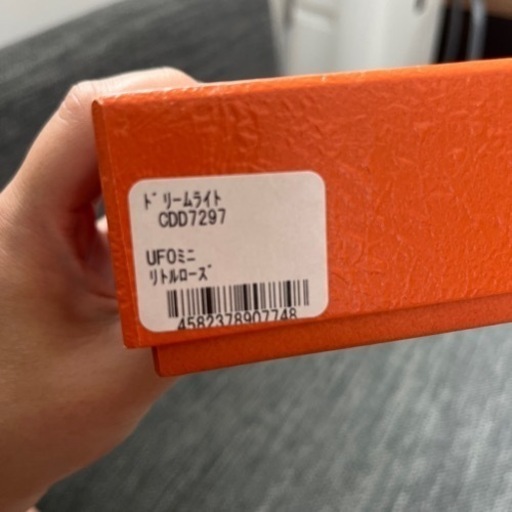 ﾄﾞﾘｰﾑﾗｲﾄ
CDD7297
UFOﾐﾆ
ﾘﾄﾙﾛｰｽﾞ
4582378907748